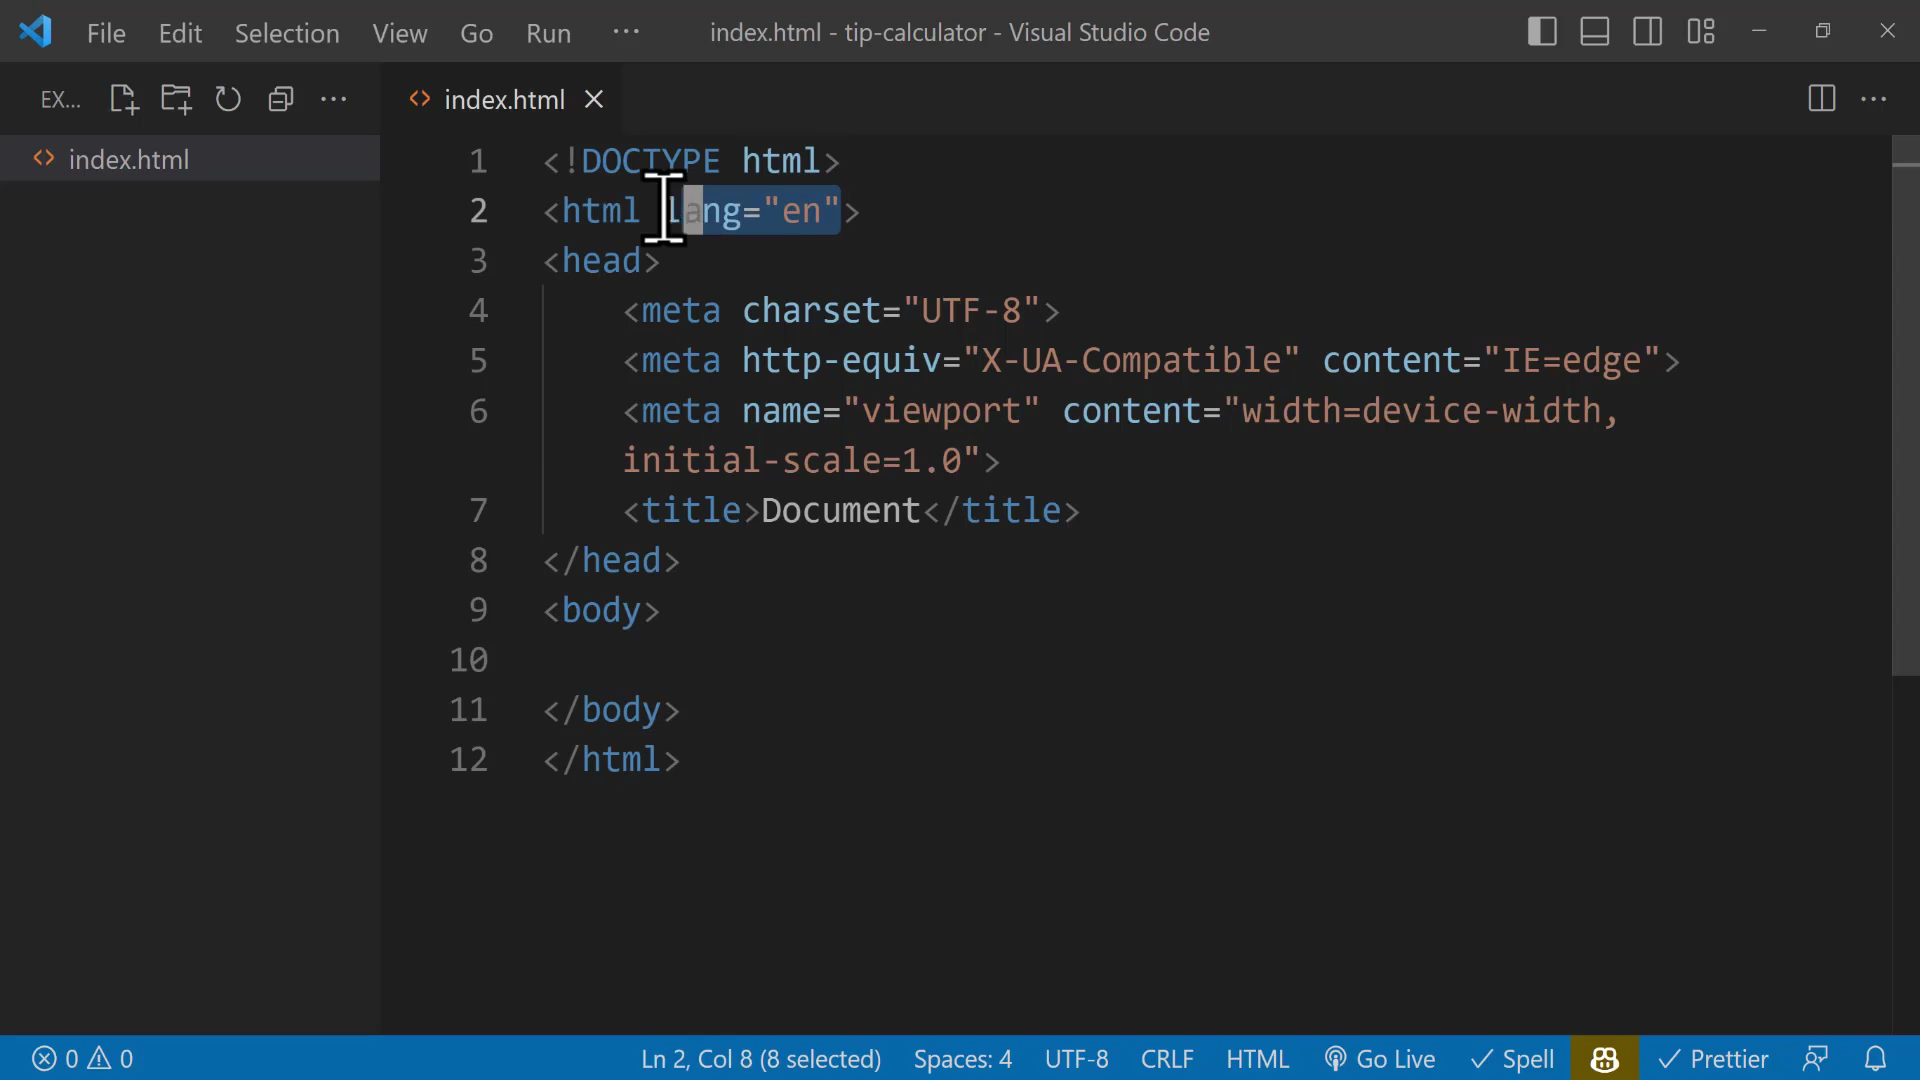 File Edit Selection View Go Run ··· index.html - tip-calculator - Visual Studio Code
EX... index.html
index.html
1 <!DOCTYPE html>
2 <html lang="en">
3 <head>
4 <meta charset="UTF-8">
5 <meta http-equiv="X-UA-Compatible" content="IE=edge">
6 <meta name="viewport" content="width=device-width,
initial-scale=1.0">
7 <title>Document</title>
8 </head>
9 <body>
10
11 </body>
12 </html>
0 0 Ln 2, Col 8 (8 selected) Spaces: 4 UTF-8 CRLF HTML Go Live Spell Prettier